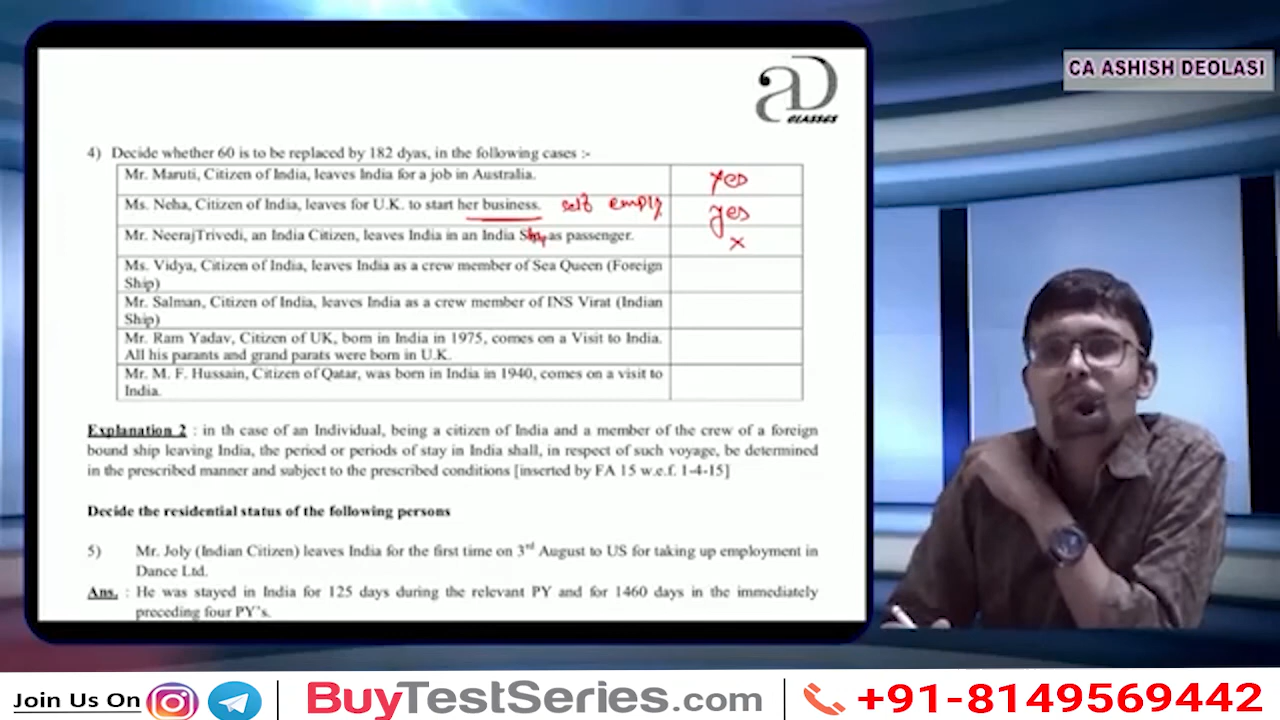 CA ASHISH DEOLASI
aD
CLASSES
4) Decide whether 60 is to be replaced by 182 dyas, in the following cases :-
Mr. Maruti, Citizen of India, leaves India for a job in Australia. yes
Ms. Neha, Citizen of India, leaves for U.K. to start her business. self emply yes
Mr. NeerajTrivedi, an India Citizen, leaves India in an India Ship as passenger. x
Ms. Vidya, Citizen of India, leaves India as a crew member of Sea Queen (Foreign
Ship)
Mr. Salman, Citizen of India, leaves India as a crew member of INS Virat (Indian
Ship)
Mr. Ram Yadav, Citizen of UK, born in India in 1975, comes on a Visit to India.
All his parants and grand parats were born in U.K.
Mr. M. F. Hussain, Citizen of Qatar, was born in India in 1940, comes on a visit to
India.
Explanation 2 : in th case of an Individual, being a citizen of India and a member of the crew of a foreign
bound ship leaving India, the period or periods of stay in India shall, in respect of such voyage, be determined
in the prescribed manner and subject to the prescribed conditions [inserted by FA 15 w.e.f. 1-4-15]
Decide the residential status of the following persons
5) Mr. Joly (Indian Citizen) leaves India for the first time on 3rd August to US for taking up employment in
Dance Ltd.
Ans. : He was stayed in India for 125 days during the relevant PY and for 1460 days in the immediately
preceding four PY's.
Join Us On BuyTestSeries.com +91-8149569442